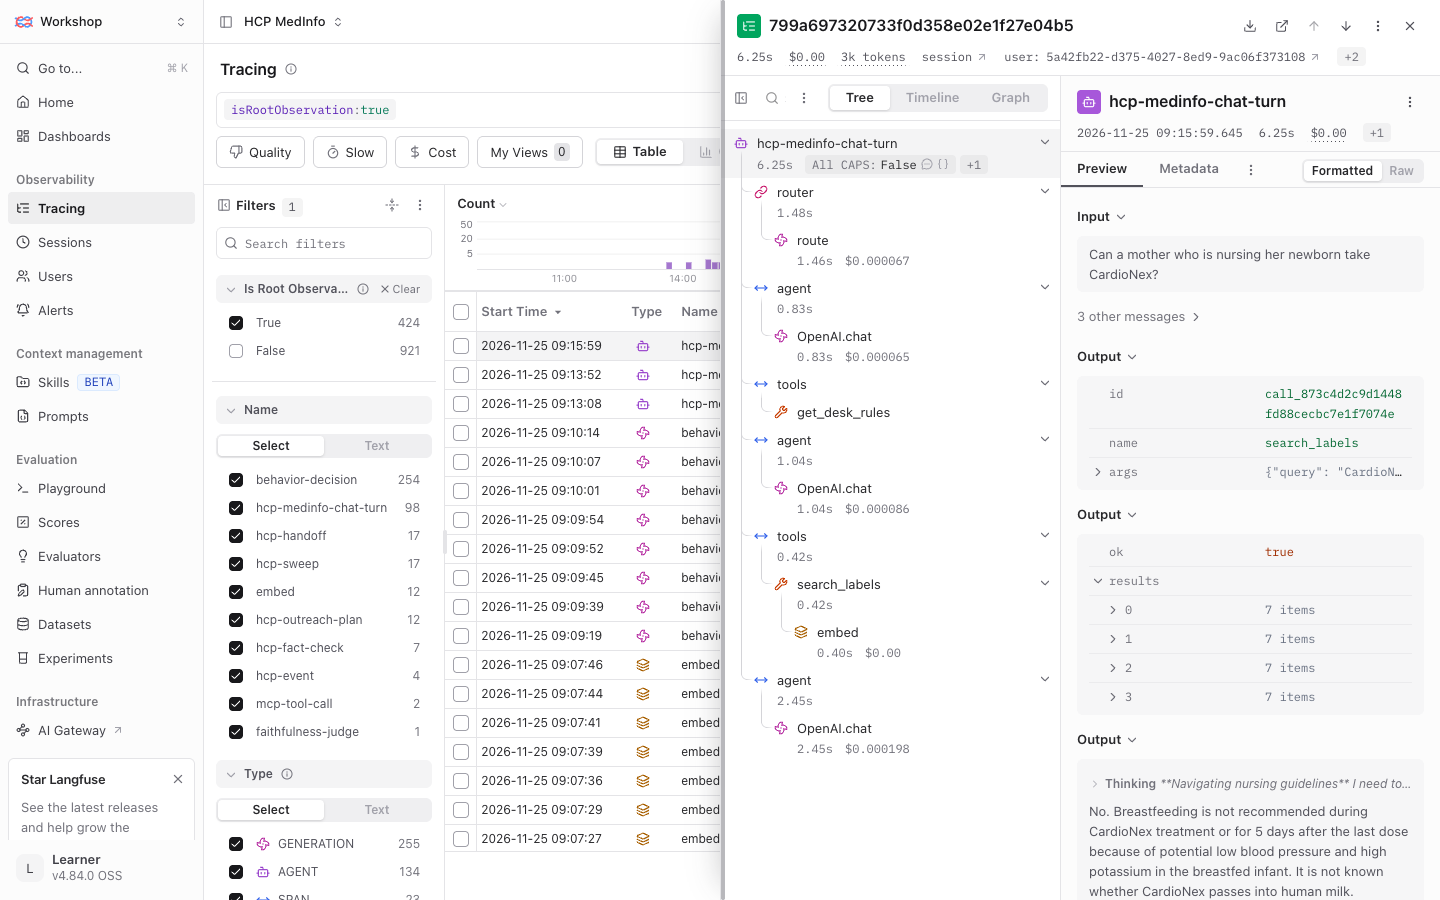 Workshop
Go to...
⌘ K
Home
Dashboards
Observability
Tracing
Sessions
Users
Alerts
Context management
Skills
BETA
Prompts
Evaluation
Playground
Scores
Evaluators
Human annotation
Datasets
Experiments
Infrastructure
AI Gateway
Star Langfuse
See the latest releases
and help grow the
L
Learner
v4.84.0 OSS
HCP MedInfo
Tracing
isRootObservation:true
Quality
Slow
Cost
My Views 0
Table
Filters 1
Search filters
Is Root Observa...
Clear
True 424
False 921
Name
Select Text
behavior-decision 254
hcp-medinfo-chat-turn 98
hcp-handoff 17
hcp-sweep 17
embed 12
hcp-outreach-plan 12
hcp-fact-check 7
hcp-event 4
mcp-tool-call 2
faithfulness-judge 1
Type
Select Text
GENERATION 255
AGENT 134
SPAN 23
Count
50
20
5
11:00 14:00
Start Time Type Name
2026-11-25 09:15:59 hcp-m
2026-11-25 09:13:52 hcp-m
2026-11-25 09:13:08 hcp-m
2026-11-25 09:10:14 behavi
2026-11-25 09:10:07 behavi
2026-11-25 09:10:01 behavi
2026-11-25 09:09:54 behavi
2026-11-25 09:09:52 behavi
2026-11-25 09:09:45 behavi
2026-11-25 09:09:39 behavi
2026-11-25 09:09:19 behavi
2026-11-25 09:07:46 embed
2026-11-25 09:07:44 embed
2026-11-25 09:07:41 embed
2026-11-25 09:07:39 embed
2026-11-25 09:07:36 embed
2026-11-25 09:07:29 embed
2026-11-25 09:07:27 embed
799a697320733f0d358e02e1f27e04b5
6.25s $0.00 3k tokens session ↗ user: 5a42fb22-d375-4027-8ed9-9ac06f373108 ↗ +2
Tree Timeline Graph
hcp-medinfo-chat-turn
6.25s All CAPS: False {} +1
router
1.48s
route
1.46s $0.000067
agent
0.83s
OpenAI.chat
0.83s $0.000065
tools
get_desk_rules
agent
1.04s
OpenAI.chat
1.04s $0.000086
tools
0.42s
search_labels
0.42s
embed
0.40s $0.00
agent
2.45s
OpenAI.chat
2.45s $0.000198
hcp-medinfo-chat-turn
2026-11-25 09:15:59.645 6.25s $0.00 +1
Preview Metadata
Formatted Raw
Input
Can a mother who is nursing her newborn take
CardioNex?
3 other messages
Output
id call_873c4d2c9d1448
fd88cecbc7e1f7074e
name search_labels
args {"query": "CardioN…
Output
ok true
results
0 7 items
1 7 items
2 7 items
3 7 items
Output
Thinking **Navigating nursing guidelines** I need to...
No. Breastfeeding is not recommended during
CardioNex treatment or for 5 days after the last dose
because of potential low blood pressure and high
potassium in the breastfed infant. It is not known
whether CardioNex passes into human milk.